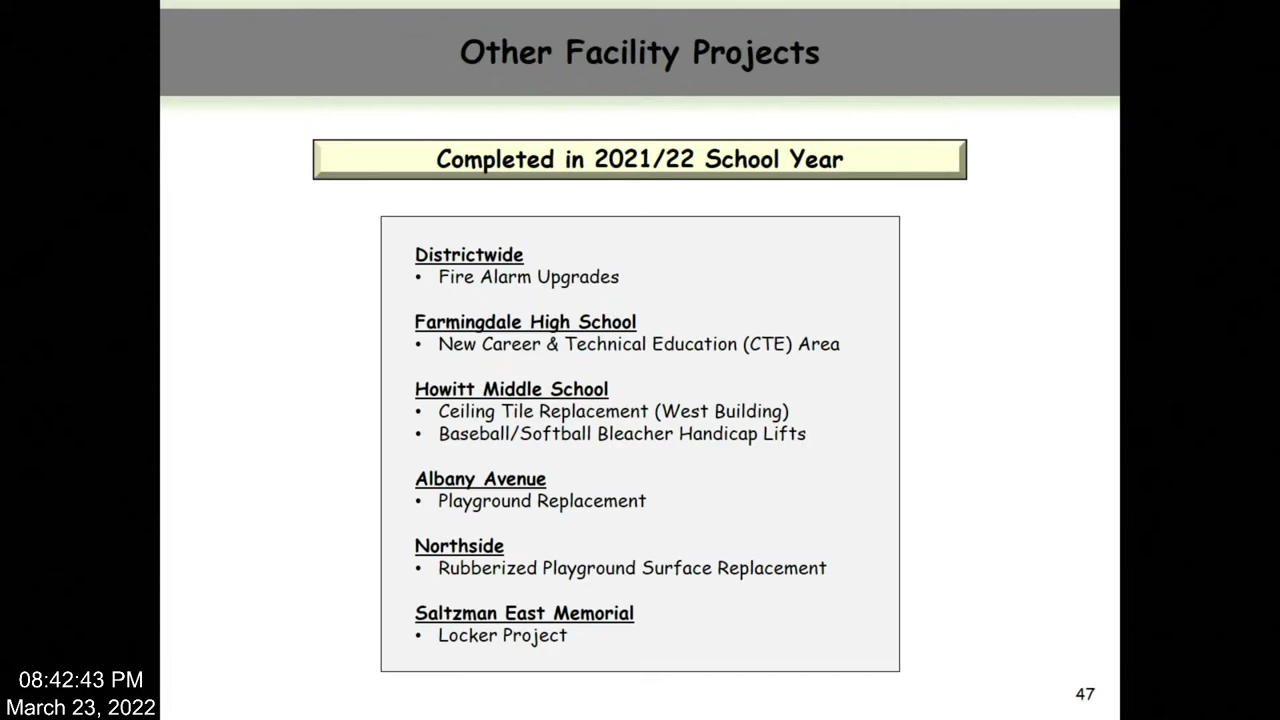 Other Facility Projects
Completed in 2021/22 School Year
Districtwide
• Fire Alarm Upgrades
Farmingdale High School
• New Career & Technical Education (CTE) Area
Howitt Middle School
• Ceiling Tile Replacement (West Building)
• Baseball/Softball Bleacher Handicap Lifts
Albany Avenue
• Playground Replacement
Northside
• Rubberized Playground Surface Replacement
Saltzman East Memorial
• Locker Project
08:42:43 PM
March 23, 2022
47